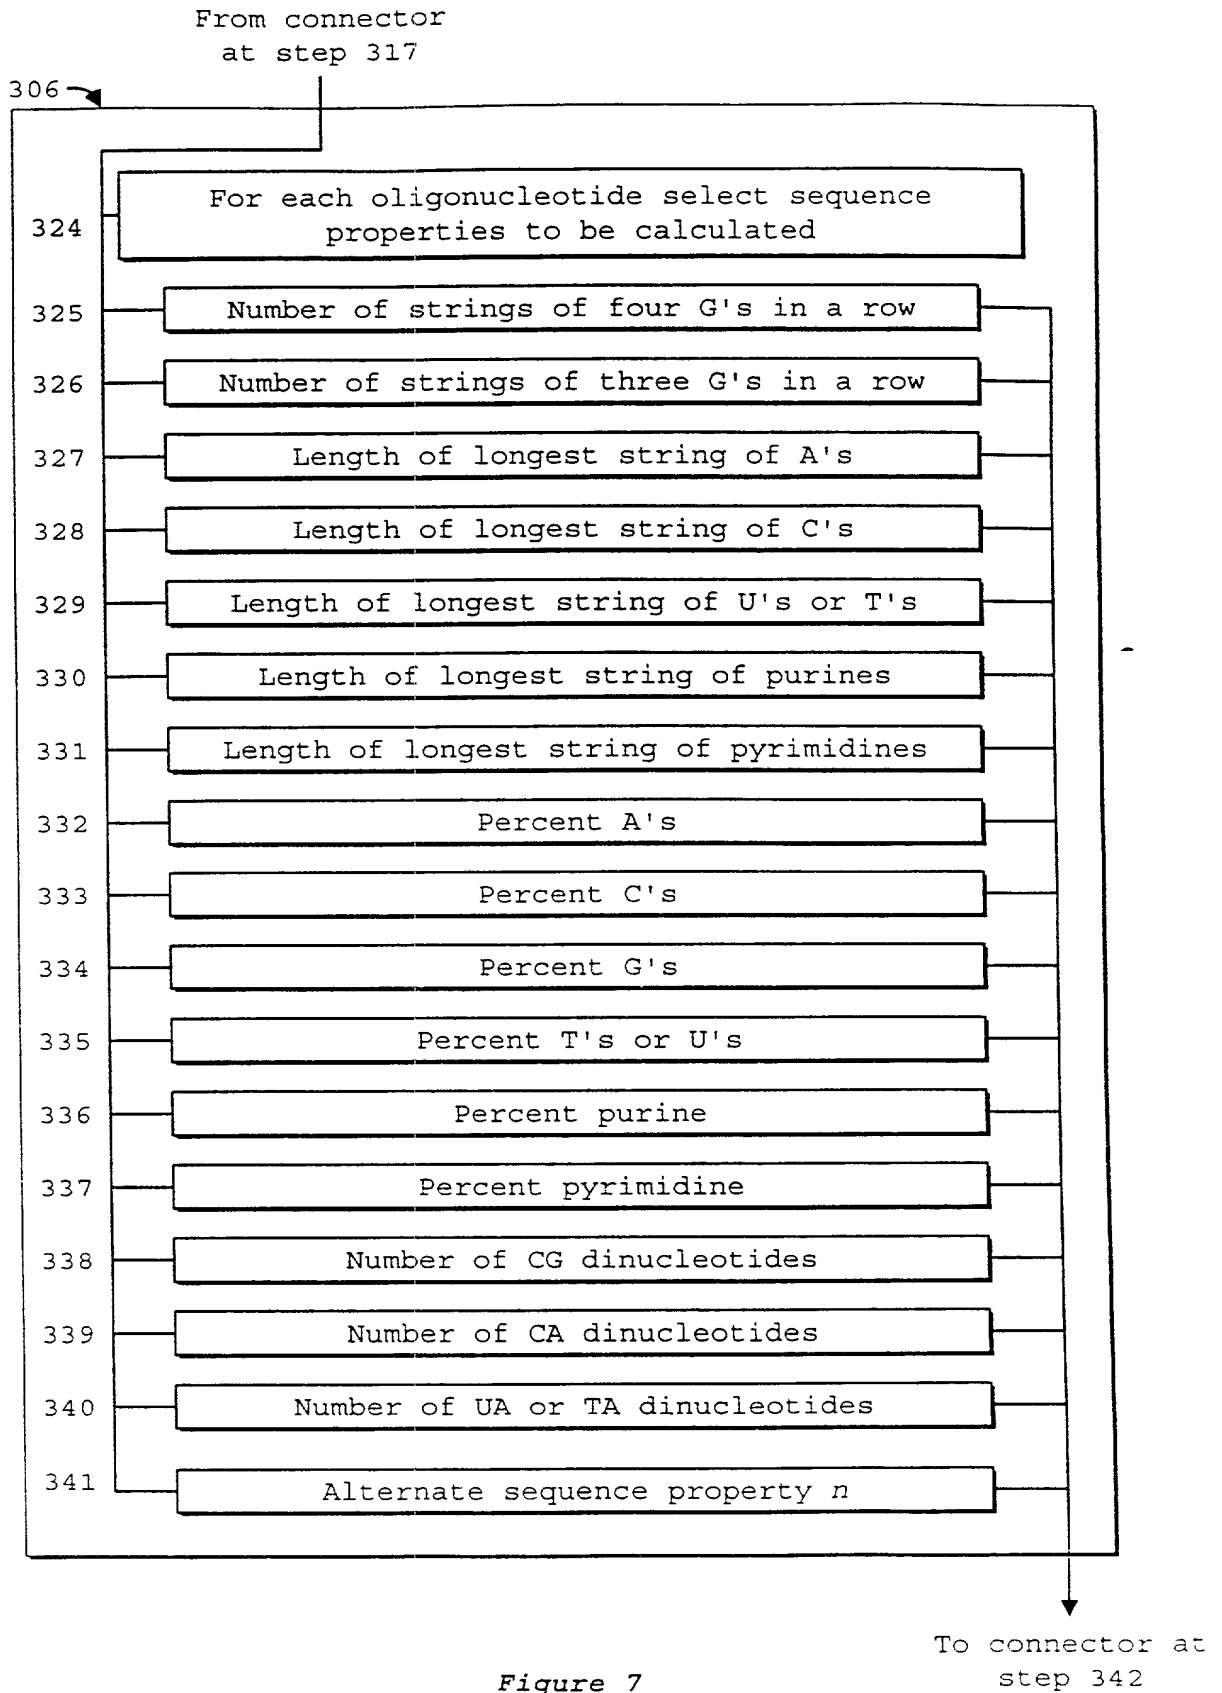 From connector
at step 317
306
For each oligonucleotide select sequence
properties to be calculated
324
325
Number of strings of four G's in a row
326
Number of strings of three G's in a row
327
Length of longest string of A's
328
Length of longest string of C's
329
Length of longest string of U's or T's
330
Length of longest string of purines
331
Length of longest string of pyrimidines
332
Percent A's
333
Percent C's
334
Percent G's
335
Percent T's or U's
336
Percent purine
337
Percent pyrimidine
338
Number of CG dinucleotides
339
Number of CA dinucleotides
340
Number of UA or TA dinucleotides
341
Alternate sequence property n
To connector at
step 342
Figure 7